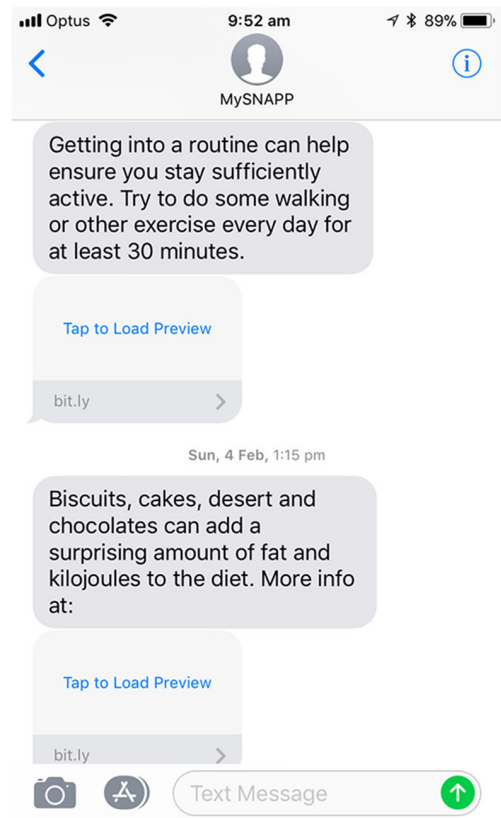 Optus 9:52 am 89%
MySNAPP
Getting into a routine can help
ensure you stay sufficiently
active. Try to do some walking
or other exercise every day for
at least 30 minutes.
Tap to Load Preview
bit.ly
Sun, 4 Feb, 1:15 pm
Biscuits, cakes, desert and
chocolates can add a
surprising amount of fat and
kilojoules to the diet. More info
at:
Tap to Load Preview
bit.ly
Text Message